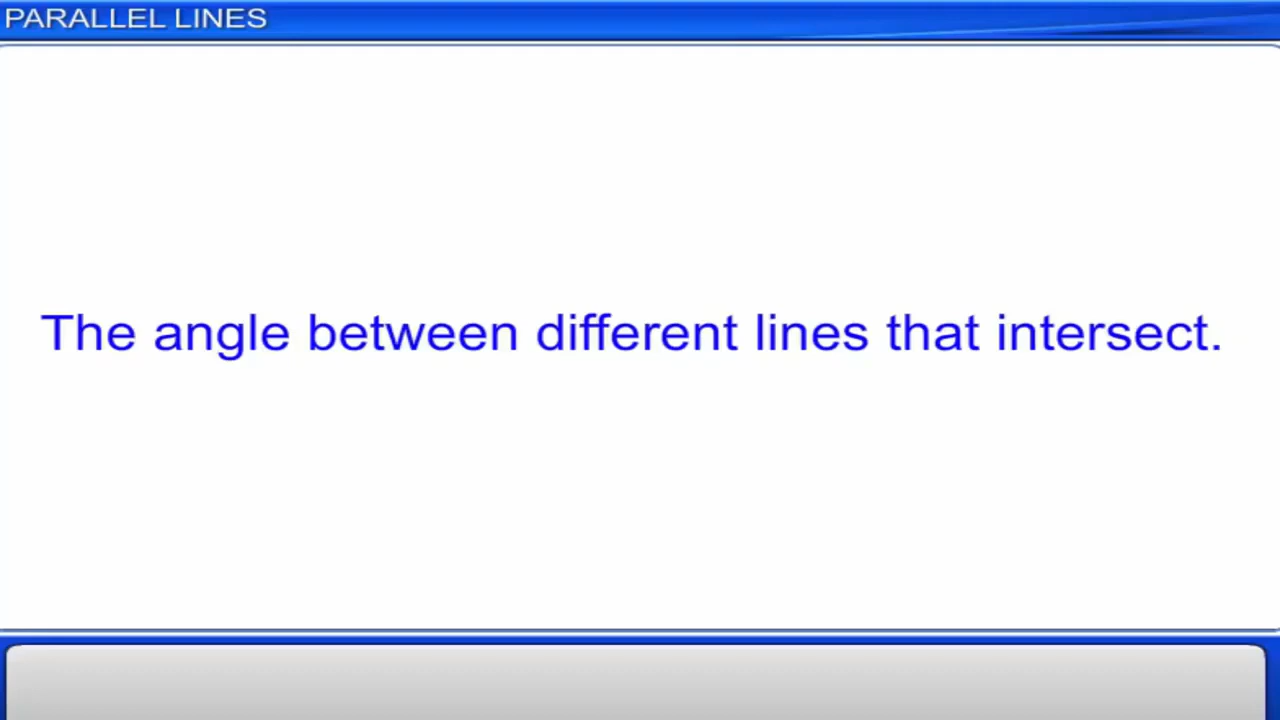 PARALLEL LINES
The angle between different lines that intersect.